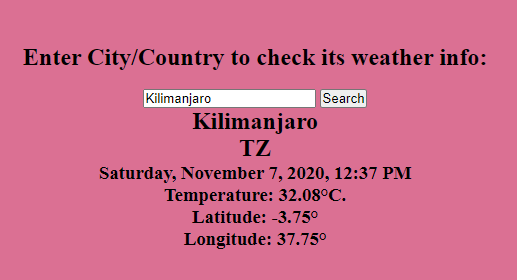 Enter City/Country to check its weather info:
Kilimanjaro Search
Kilimanjaro
TZ
Saturday, November 7, 2020, 12:37 PM
Temperature: 32.08°C.
Latitude: -3.75°
Longitude: 37.75°